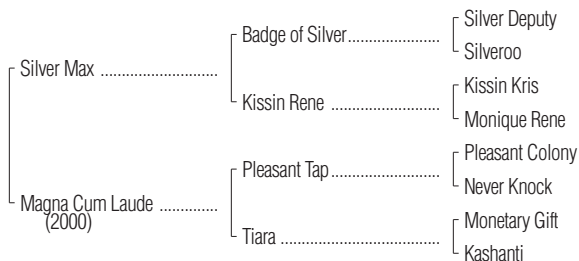 Silver Deputy
Badge of Silver
Silveroo
Silver Max
Kissin Kris
Kissin Rene
Monique Rene
Pleasant Colony
Pleasant Tap
Never Knock
Magna Cum Laude
(2000)
Monetary Gift
Tiara
Kashanti